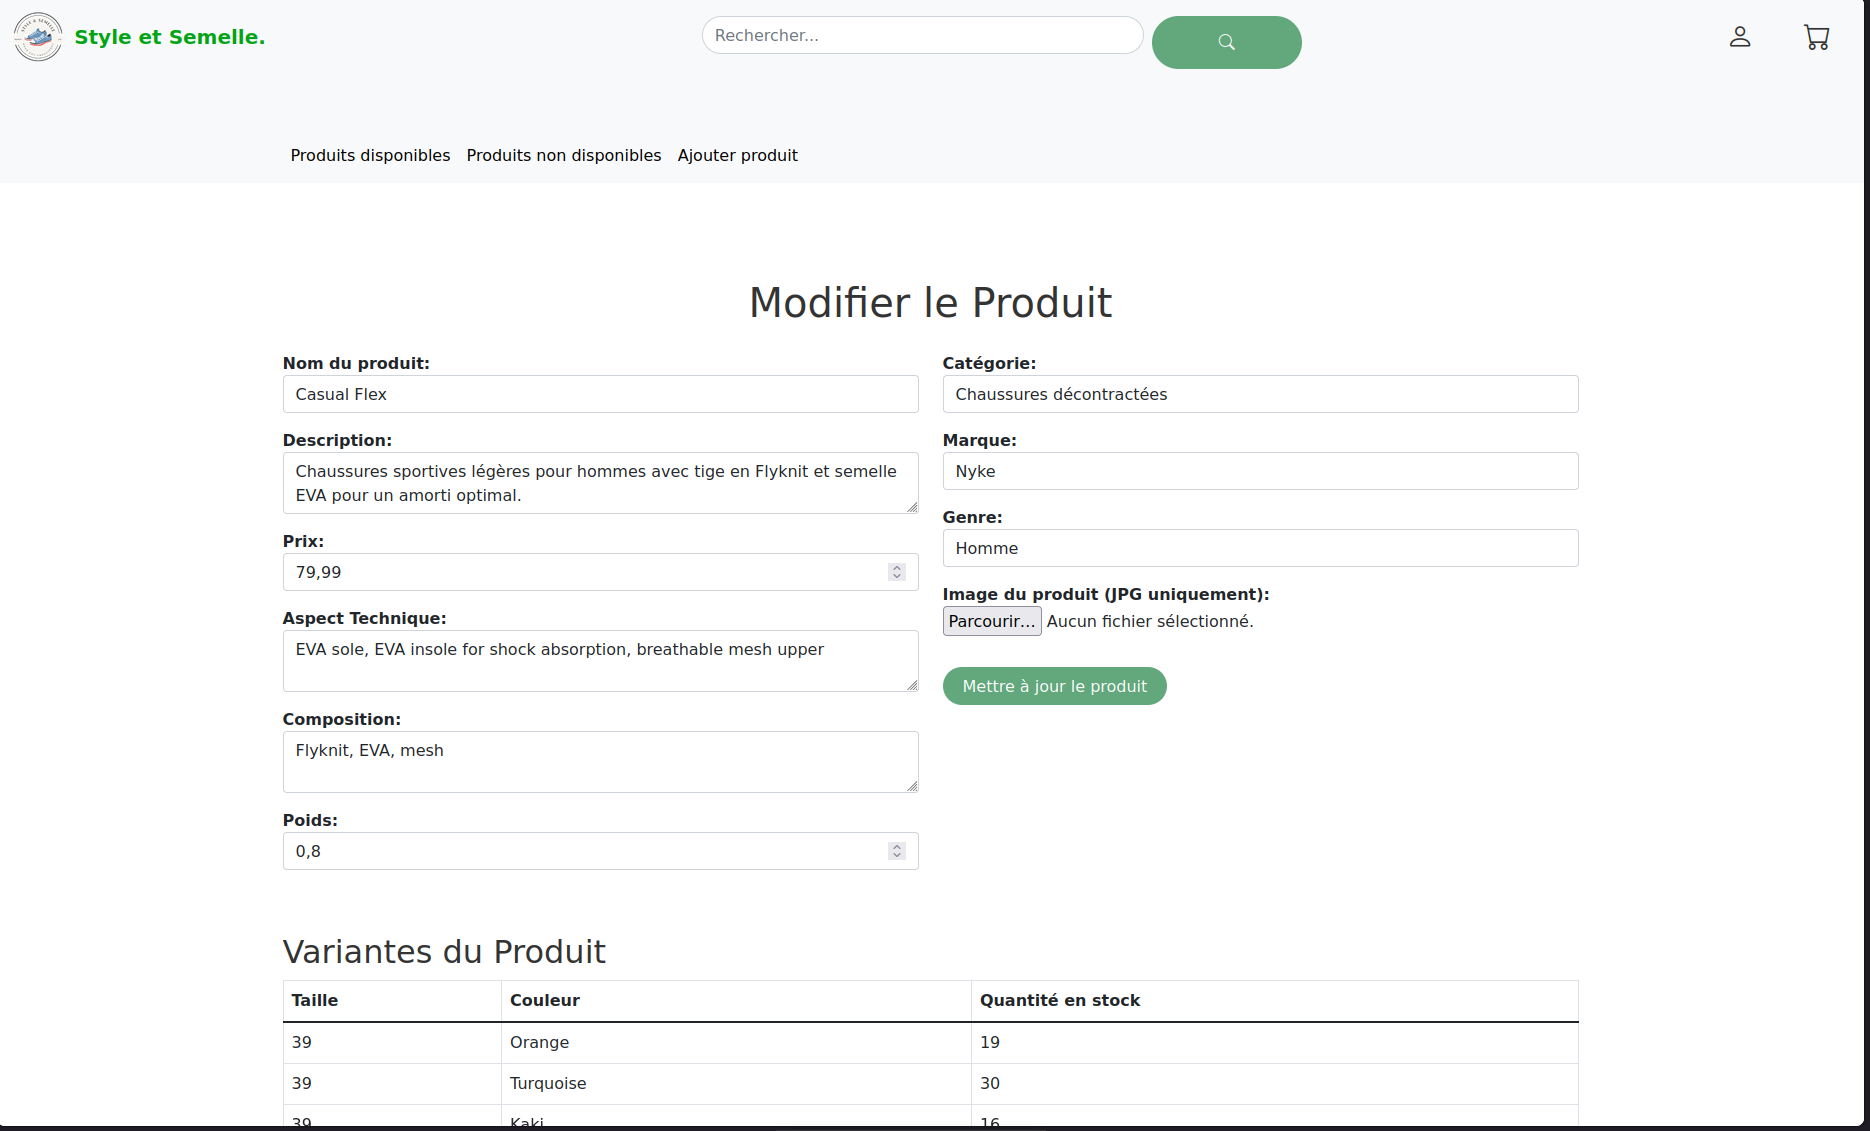 Style et Semelle.
Rechercher...
Produits disponibles Produits non disponibles Ajouter produit
Modifier le Produit
Nom du produit:
Casual Flex
Description:
Chaussures sportives légères pour hommes avec tige en Flyknit et semelle
EVA pour un amorti optimal.
Prix:
79,99
Aspect Technique:
EVA sole, EVA insole for shock absorption, breathable mesh upper
Composition:
Flyknit, EVA, mesh
Poids:
0,8
Catégorie:
Chaussures décontractées
Marque:
Nyke
Genre:
Homme
Image du produit (JPG uniquement):
Parcourir... Aucun fichier sélectionné.
Mettre à jour le produit
Variantes du Produit
Taille Couleur Quantité en stock
39 Orange 19
39 Turquoise 30
39 Kaki 16